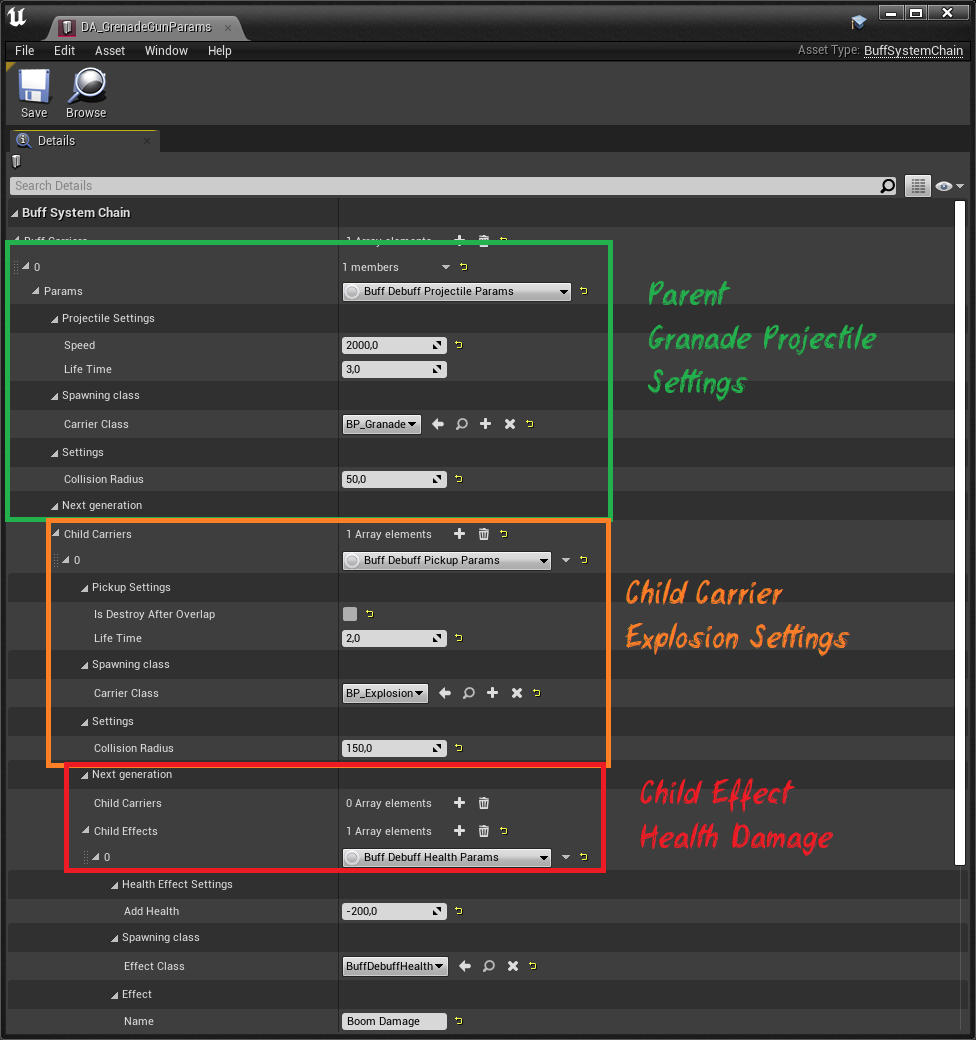 DA_GrenadeGunParams
File Edit Asset Window Help
Asset Type: BuffSystemChain
Save Browse
Details
Search Details
Buff System Chain
Buff Carriers 1 Array elements
0 1 members
Params Buff Debuff Projectile Params
Projectile Settings
Speed 2000,0
Life Time 3,0
Spawning class
Carrier Class BP_Granade
Settings
Collision Radius 50,0
Next generation
Parent
Granade Projectile
Settings
Child Carriers 1 Array elements
0 Buff Debuff Pickup Params
Pickup Settings
Is Destroy After Overlap
Life Time 2,0
Spawning class
Carrier Class BP_Explosion
Settings
Collision Radius 150,0
Child Carrier
Explosion Settings
Next generation
Child Carriers 0 Array elements
Child Effects 1 Array elements
0 Buff Debuff Health Params
Child Effect
Health Damage
Health Effect Settings
Add Health -200,0
Spawning class
Effect Class BuffDebuffHealth
Effect
Name Boom Damage